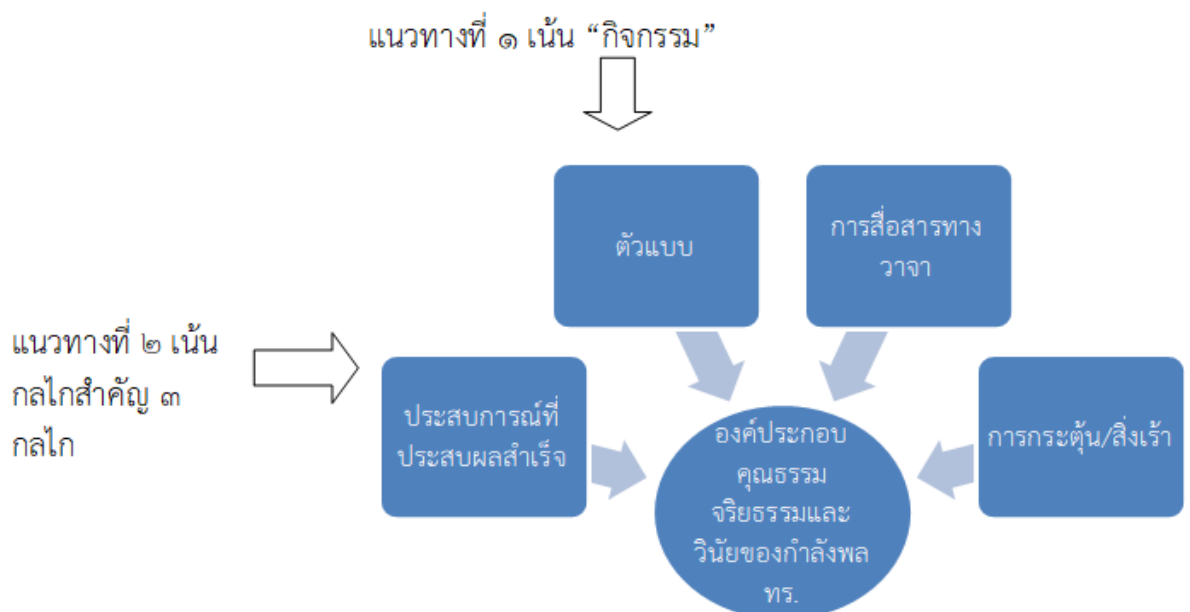 แนวทางที่ ๑ เน้น “กิจกรรม”
ตัวแบบ
การสื่อสารทาง
วาจา
แนวทางที่ ๒ เน้น
กลไกสำคัญ ๓
กลไก
ประสบการณ์ที่
ประสบผลสำเร็จ
องค์ประกอบ
คุณธรรม
จริยธรรมและ
วินัยของกำลังพล
ทร.
การกระตุ้น/สิ่งเร้า